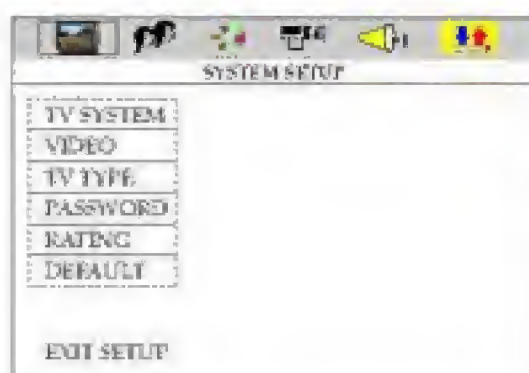 SYSTEM SETUP
TV SYSTEM
VIDEO
TV TYPE
PASSWORD
RATING
DEFAULT
EXIT SETUP